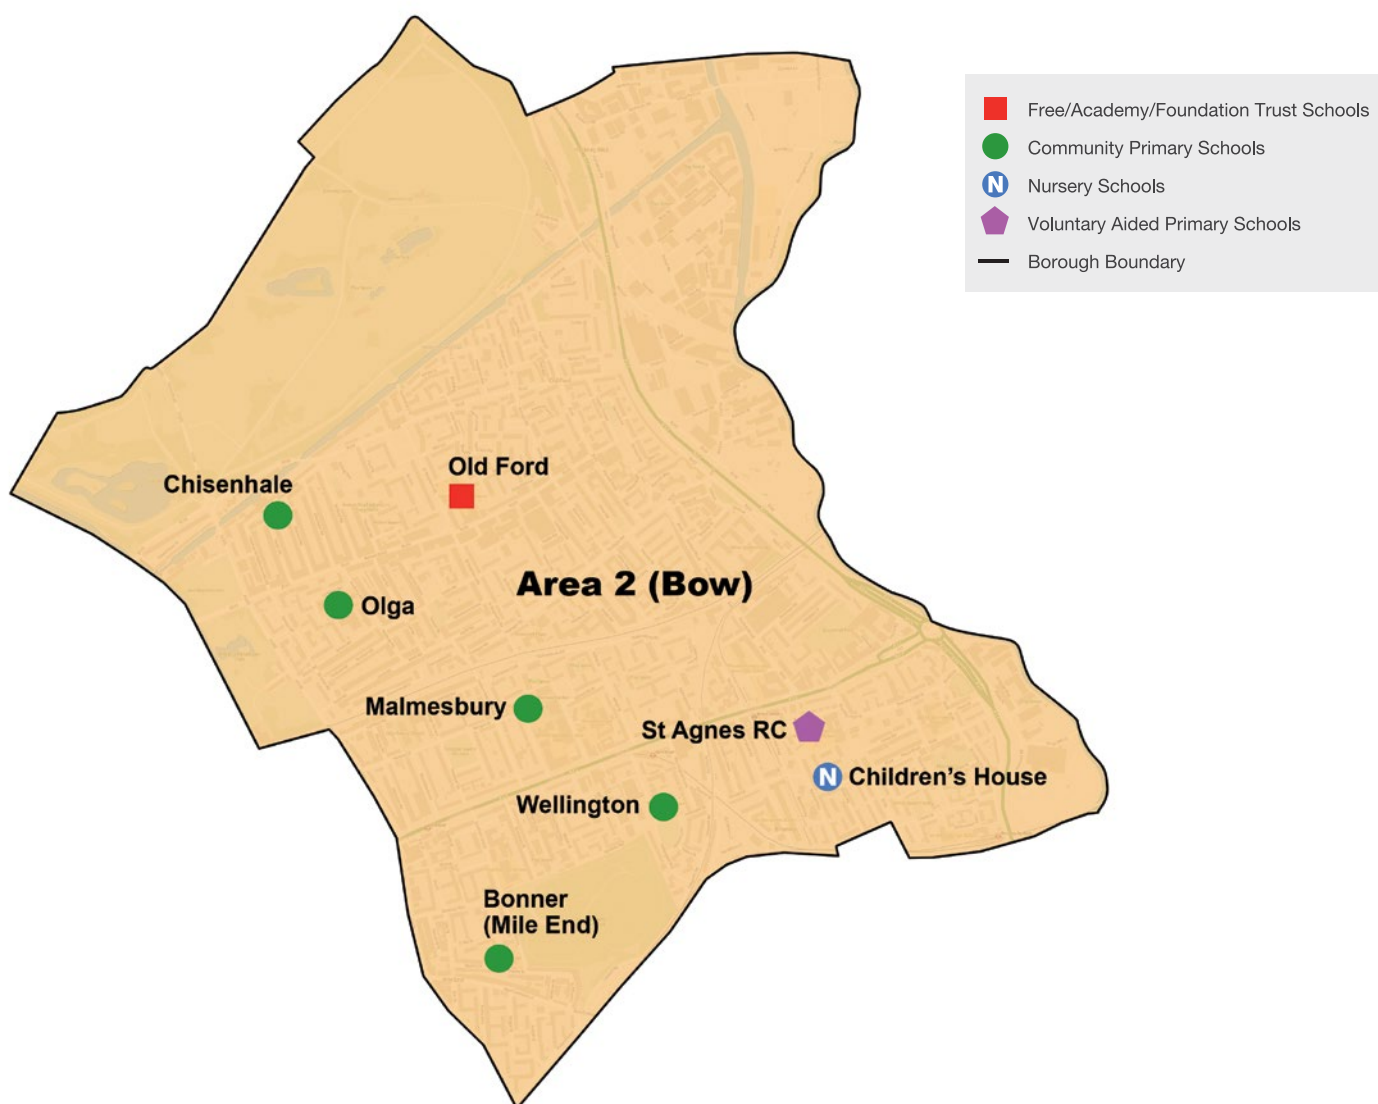 Free/Academy/Foundation Trust Schools
N
Community Primary Schools
Nursery Schools
Voluntary Aided Primary Schools
Borough Boundary
Old Ford
Chisenhale
Area 2 (Bow)
Olga
Malmesbury
St Agnes RC
N
Children's House
Wellington
Bonner
(Mile End)